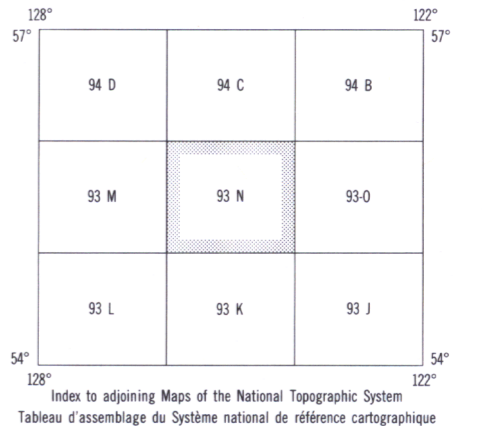 128° 122°
57° 57°
94 D 94 C 94 B
93 M 93 N 93-0
93 L 93 K 93 J
54° 54°
128° 122°
Index to adjoining Maps of the National Topographic System
Tableau d'assemblage du Système national de référence cartographique